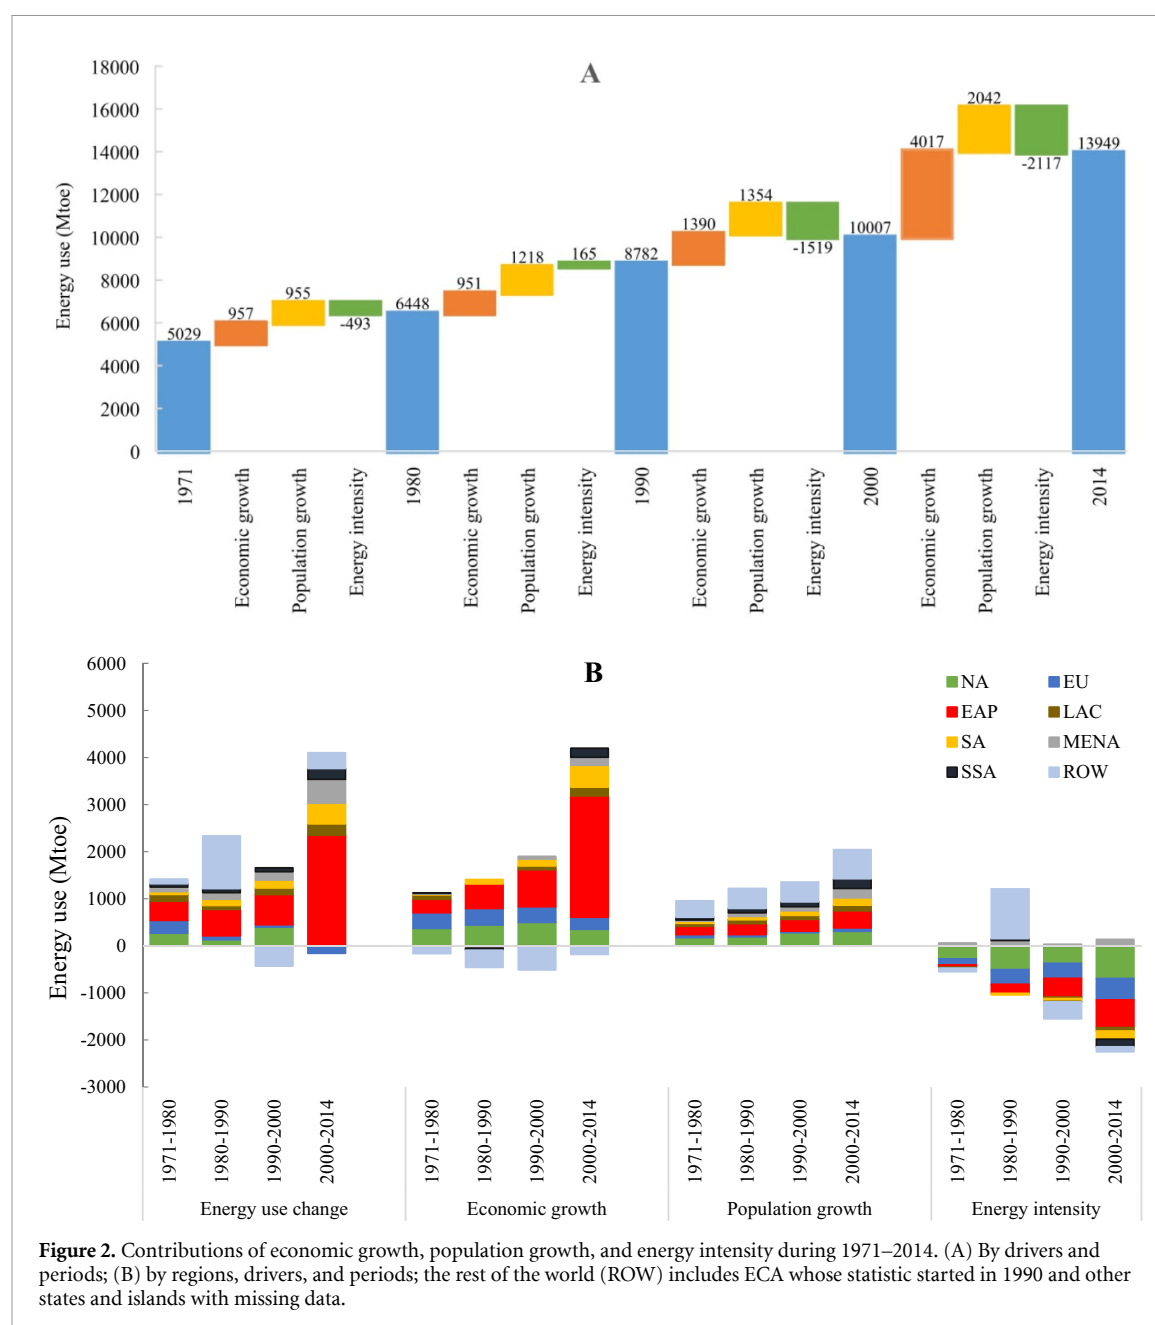 A
18000
16000
14000
12000
10000
8000
6000
4000
2000
0
Energy use (Mtoe)
5029
957
955
-493
6448
951
1218
165
8782
1390
1354
-1519
10007
4017
2042
-2117
13949
1971
Economic growth
Population growth
Energy intensity
1980
Economic growth
Population growth
Energy intensity
1990
Economic growth
Population growth
Energy intensity
2000
Economic growth
Population growth
Energy intensity
2014
B
6000
5000
4000
3000
2000
1000
0
-1000
-2000
-3000
Energy use (Mtoe)
NA EU
EAP LAC
SA MENA
SSA ROW
1971-1980
1980-1990
1990-2000
2000-2014
1971-1980
1980-1990
1990-2000
2000-2014
1971-1980
1980-1990
1990-2000
2000-2014
1971-1980
1980-1990
1990-2000
2000-2014
Energy use change Economic growth Population growth Energy intensity
Figure 2. Contributions of economic growth, population growth, and energy intensity during 1971–2014. (A) By drivers and
periods; (B) by regions, drivers, and periods; the rest of the world (ROW) includes ECA whose statistic started in 1990 and other
states and islands with missing data.